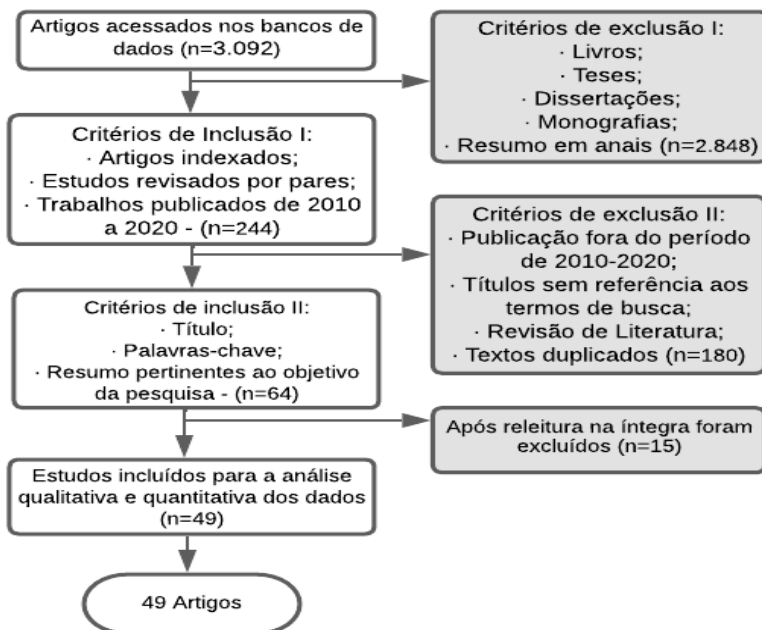 Artigos acessados nos bancos de
dados (n=3.092)
Critérios de exclusão I:
· Livros;
· Teses;
· Dissertações;
· Monografias;
· Resumo em anais (n=2.848)
Critérios de Inclusão I:
· Artigos indexados;
· Estudos revisados por pares;
· Trabalhos publicados de 2010
a 2020 - (n=244)
Critérios de exclusão II:
· Publicação fora do período
de 2010-2020;
· Títulos sem referência aos
termos de busca;
· Revisão de Literatura;
· Textos duplicados (n=180)
Critérios de inclusão II:
· Título;
· Palavras-chave;
· Resumo pertinentes ao objetivo
da pesquisa - (n=64)
Após releitura na íntegra foram
excluídos (n=15)
Estudos incluídos para a análise
qualitativa e quantitativa dos dados
(n=49)
49 Artigos